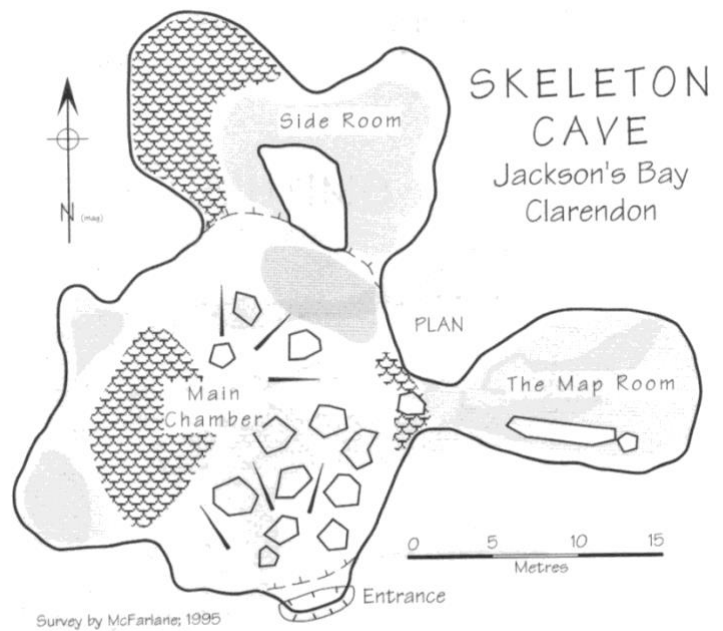 SKELETON
CAVE
Jackson's Bay
Clarendon
Side Room
N (mag)
PLAN
The Map Room
Main
Chamber
0 5 10 15
Metres
Entrance
Survey by McFarlane; 1995